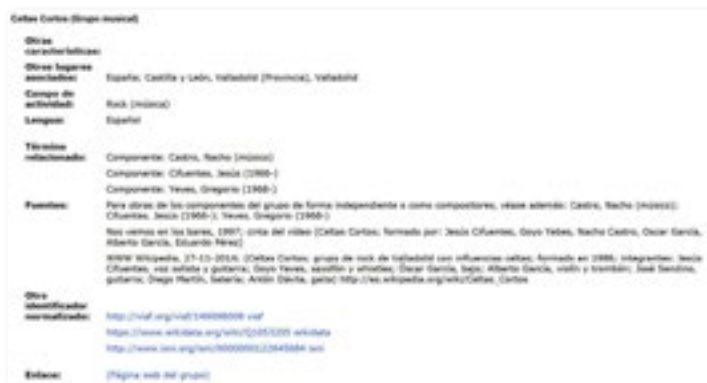 Celtas Cortos (Grupo musical)
Otras
características:
Otros lugares
asociados: España, Castilla y León, Valladolid (Provincia), Valladolid
Campo de
actividad: Rock (música)
Lengua: Español
Término
relacionado: Componente: Castro, Nacho (músico)
Componente: Cifuentes, Jesús (1966-)
Componente: Yeves, Gregorio (1968-)
Fuentes: Para obras de los componentes del grupo de forma independiente o como compositores, véase además: Castro, Nacho (músico);
Cifuentes, Jesús (1966-); Yeves, Gregorio (1968-)
Nos vemos en los bares, 1997: cinta del vídeo (Celtas Cortos; formado por: Jesús Cifuentes, Goyo Yebes, Nacho Castro, Oscar García,
Alberto García, Eduardo Pérez)
WWW Wikipedia, 27-11-2014: (Celtas Cortos; grupo de rock de Valladolid con influencias celtas; formado en 1986; integrantes: Jesús
Cifuentes, voz solista y guitarra; Goyo Yeves, saxofón y whistles; Óscar García, bajo; Alberto García, violín y trombón; José Sendino,
guitarra; Diego Martín, batería; Antón Dávila, gaita) http://es.wikipedia.org/wiki/Celtas_Cortos
Otro
identificador
normalizado: http://viaf.org/viaf/ viaf
https://www.wikidata.org/wiki/ wikidata
http://www.isni.org/isni/ isni
Enlace: (Página web del grupo)